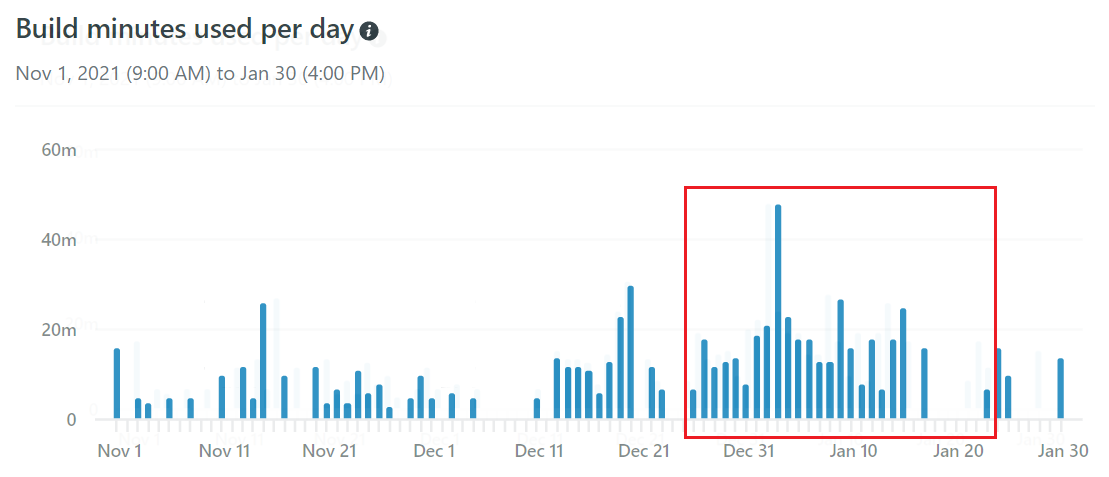 Build minutes used per day
Nov 1, 2021 (9:00 AM) to Jan 30 (4:00 PM)
60m
40m
20m
0
Nov 1 Nov 11 Nov 21 Dec 1 Dec 11 Dec 21 Dec 31 Jan 10 Jan 20 Jan 30